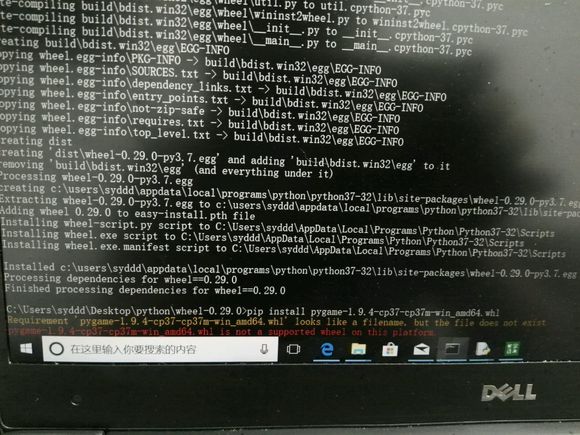 te-compiling build\bdist.win32\egg\wheel\util.py to util.cpython-37.pyc
te-compiling build\bdist.win32\egg\wheel\wininst2wheel.py to wininst2wheel.cpython-37.pyc
te-compiling build\bdist.win32\egg\wheel\__init__.py to __init__.cpython-37.pyc
te-compiling build\bdist.win32\egg\wheel\__main__.py to __main__.cpython-37.pyc
reating build\bdist.win32\egg\EGG-INFO
opying wheel.egg-info\PKG-INFO -> build\bdist.win32\egg\EGG-INFO
opying wheel.egg-info\SOURCES.txt -> build\bdist.win32\egg\EGG-INFO
opying wheel.egg-info\dependency_links.txt -> build\bdist.win32\egg\EGG-INFO
opying wheel.egg-info\entry_points.txt -> build\bdist.win32\egg\EGG-INFO
opying wheel.egg-info\not-zip-safe -> build\bdist.win32\egg\EGG-INFO
opying wheel.egg-info\requires.txt -> build\bdist.win32\egg\EGG-INFO
opying wheel.egg-info\top_level.txt -> build\bdist.win32\egg\EGG-INFO
creating dist
creating 'dist\wheel-0.29.0-py3.7.egg' and adding 'build\bdist.win32\egg' to it
removing 'build\bdist.win32\egg' (and everything under it)
Processing wheel-0.29.0-py3.7.egg
creating c:\users\syddd\appdata\local\programs\python\python37-32\lib\site-packages\wheel-0.29.0-py3.7.egg
Extracting wheel-0.29.0-py3.7.egg to c:\users\syddd\appdata\local\programs\python\python37-32\lib\site-pac
Adding wheel 0.29.0 to easy-install.pth file
Installing wheel-script.py script to C:\Users\syddd\AppData\Local\Programs\Python\Python37-32\Scripts
Installing wheel.exe script to C:\Users\syddd\AppData\Local\Programs\Python\Python37-32\Scripts
Installing wheel.exe.manifest script to C:\Users\syddd\AppData\Local\Programs\Python\Python37-32\Scripts
Installed c:\users\syddd\appdata\local\programs\python\python37-32\lib\site-packages\wheel-0.29.0-py3.7.egg
Processing dependencies for wheel==0.29.0
Finished processing dependencies for wheel==0.29.0
C:\Users\syddd\Desktop\python\wheel-0.29.0>pip install pygame-1.9.4-cp37-cp37m-win_amd64.whl
Requirement 'pygame-1.9.4-cp37-cp37m-win_amd64.whl' looks like a filename, but the file does not exist
pygame-1.9.4-cp37-cp37m-win_amd64.whl is not a supported wheel on this platform.
在这里输入你要搜索的内容
DELL